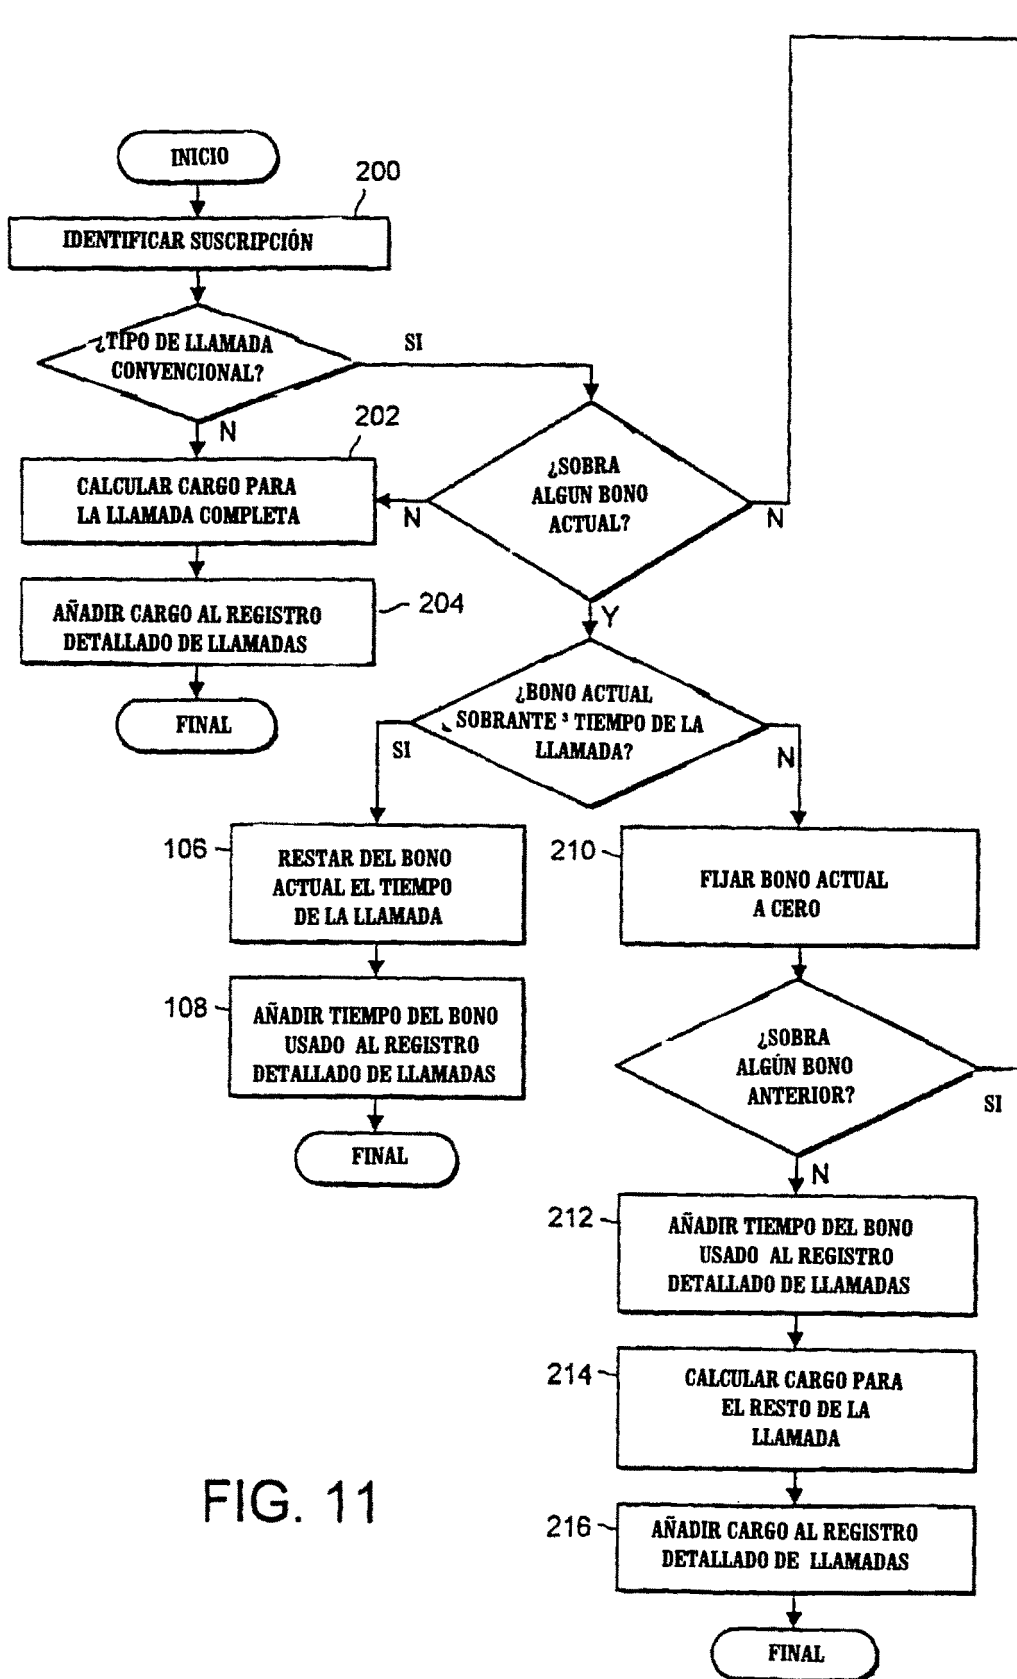 INICIO
200
IDENTIFICAR SUSCRIPCIÓN
¿TIPO DE LLAMADA
CONVENCIONAL?
SI
N
202
CALCULAR CARGO PARA
LA LLAMADA COMPLETA
¿SOBRA
ALGUN BONO
ACTUAL?
N
N
Y
AÑADIR CARGO AL REGISTRO
DETALLADO DE LLAMADAS
204
FINAL
¿BONO ACTUAL
SOBRANTE ³ TIEMPO DE LA
LLAMADA?
SI
N
106
RESTAR DEL BONO
ACTUAL EL TIEMPO
DE LA LLAMADA
210
FIJAR BONO ACTUAL
A CERO
108
AÑADIR TIEMPO DEL BONO
USADO AL REGISTRO
DETALLADO DE LLAMADAS
FINAL
¿SOBRA
ALGÚN BONO
ANTERIOR?
SI
N
212
AÑADIR TIEMPO DEL BONO
USADO AL REGISTRO
DETALLADO DE LLAMADAS
214
CALCULAR CARGO PARA
EL RESTO DE LA
LLAMADA
216
AÑADIR CARGO AL REGISTRO
DETALLADO DE LLAMADAS
FINAL
FIG. 11